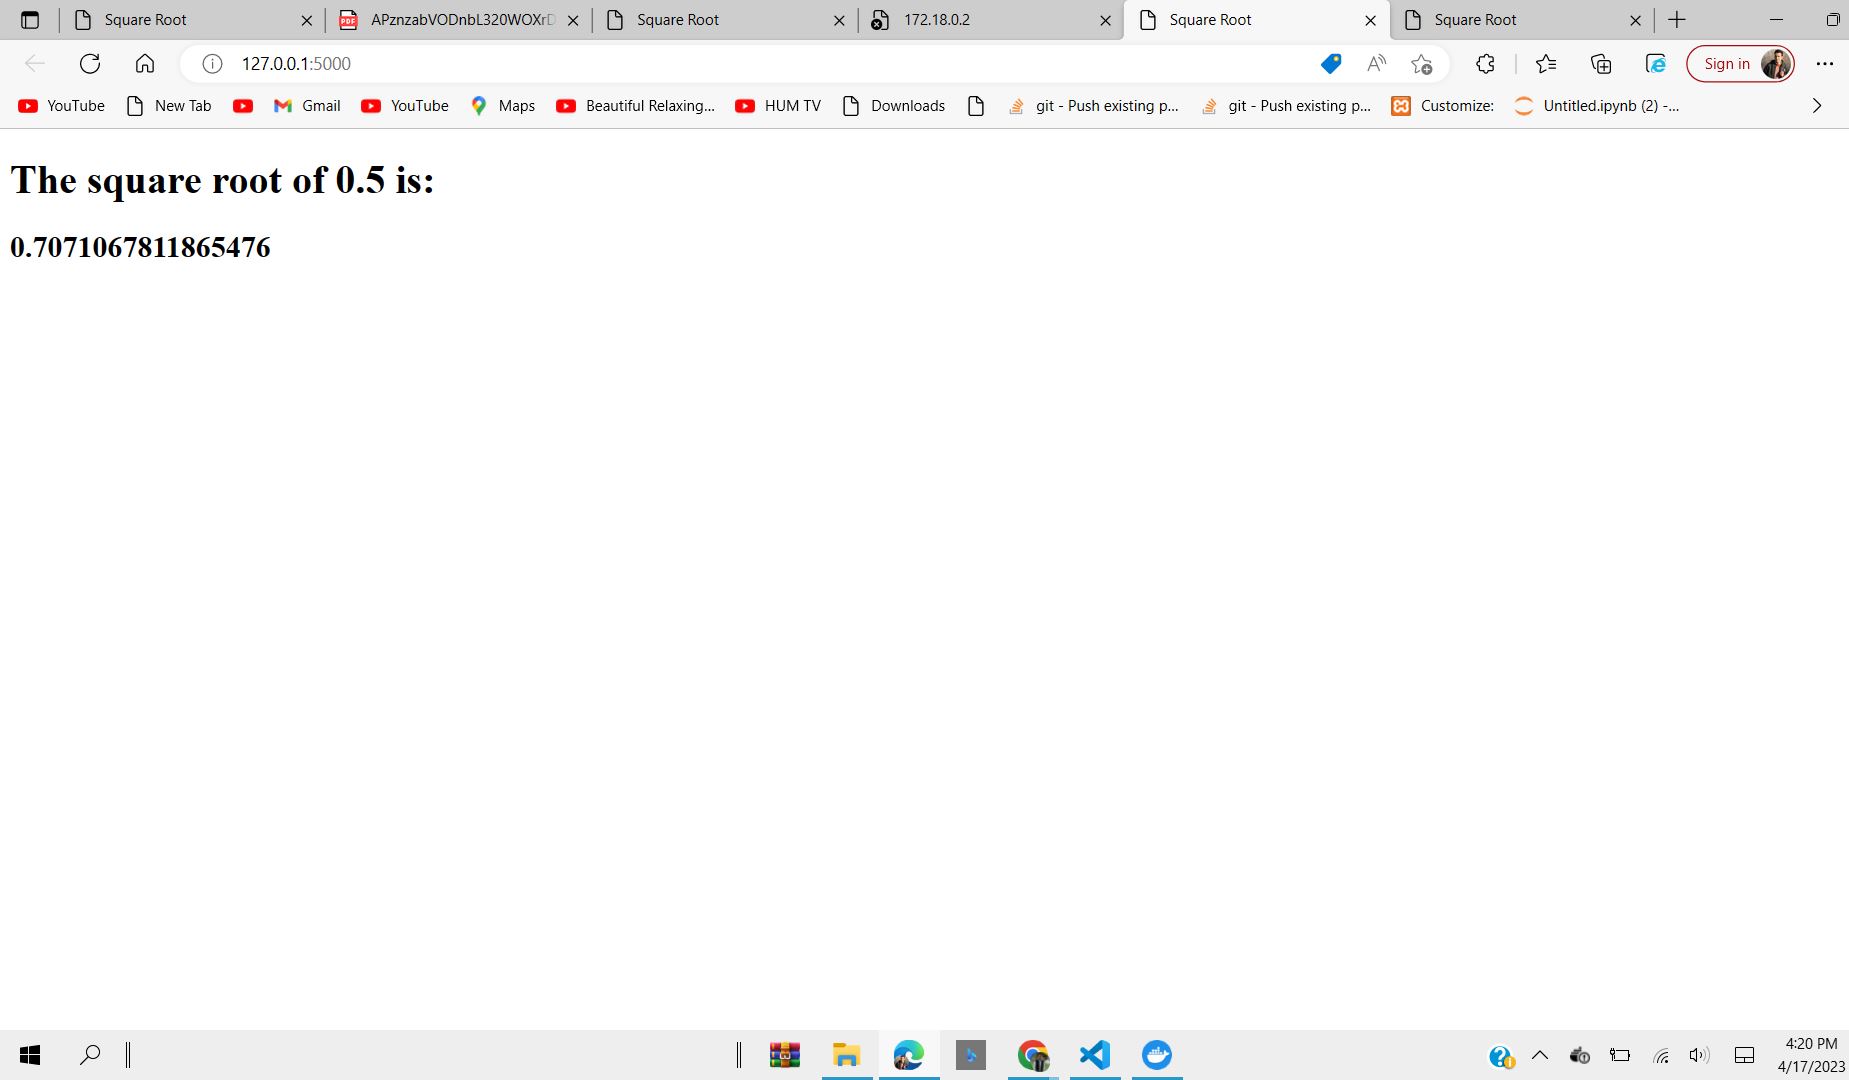 Square Root
APznzabVODnbL320WOXrD
Square Root
172.18.0.2
Square Root
Square Root
127.0.0.1:5000
Sign in
YouTube
New Tab
Gmail
YouTube
Maps
Beautiful Relaxing...
HUM TV
Downloads
git - Push existing p...
git - Push existing p...
Customize:
Untitled.ipynb (2) -...
The square root of 0.5 is:
0.7071067811865476
4:20 PM
4/17/2023